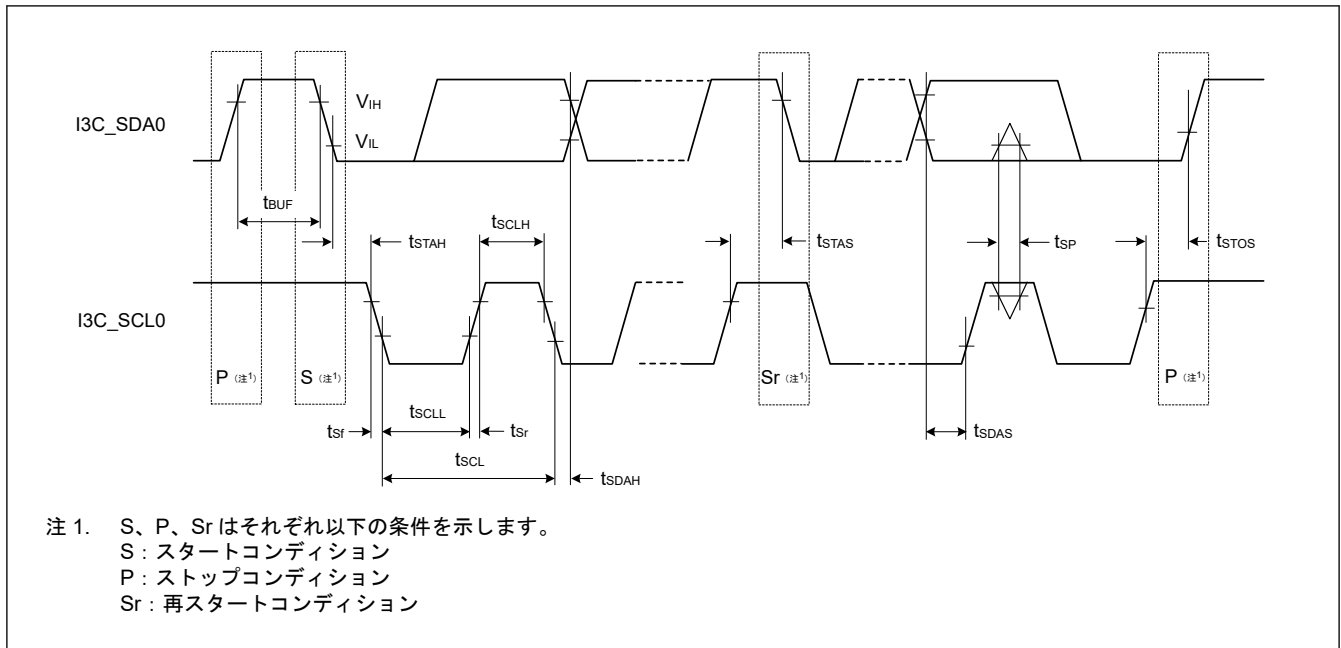 I3C_SDA0
VIH
VIL
tBUF
tSTAH
tSCLH
tSTAS
tSP
tSTOS
I3C_SCL0
P（注1）
S（注1）
Sr（注1）
P（注1）
tSf
tSCLL
tSr
tSDAS
tSCL
tSDAH
注 1. S、P、Sr はそれぞれ以下の条件を示します。
S：スタートコンディション
P：ストップコンディション
Sr：再スタートコンディション